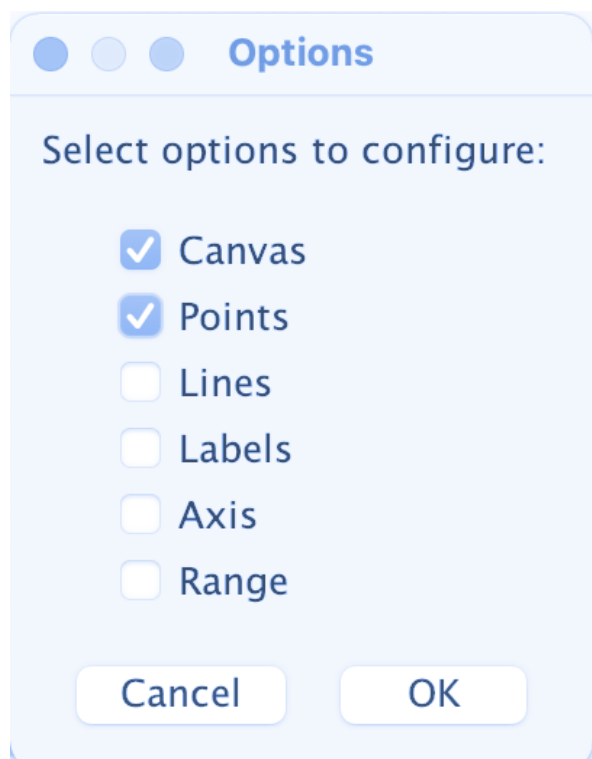 Options
Select options to configure:
Canvas
Points
Lines
Labels
Axis
Range
Cancel OK